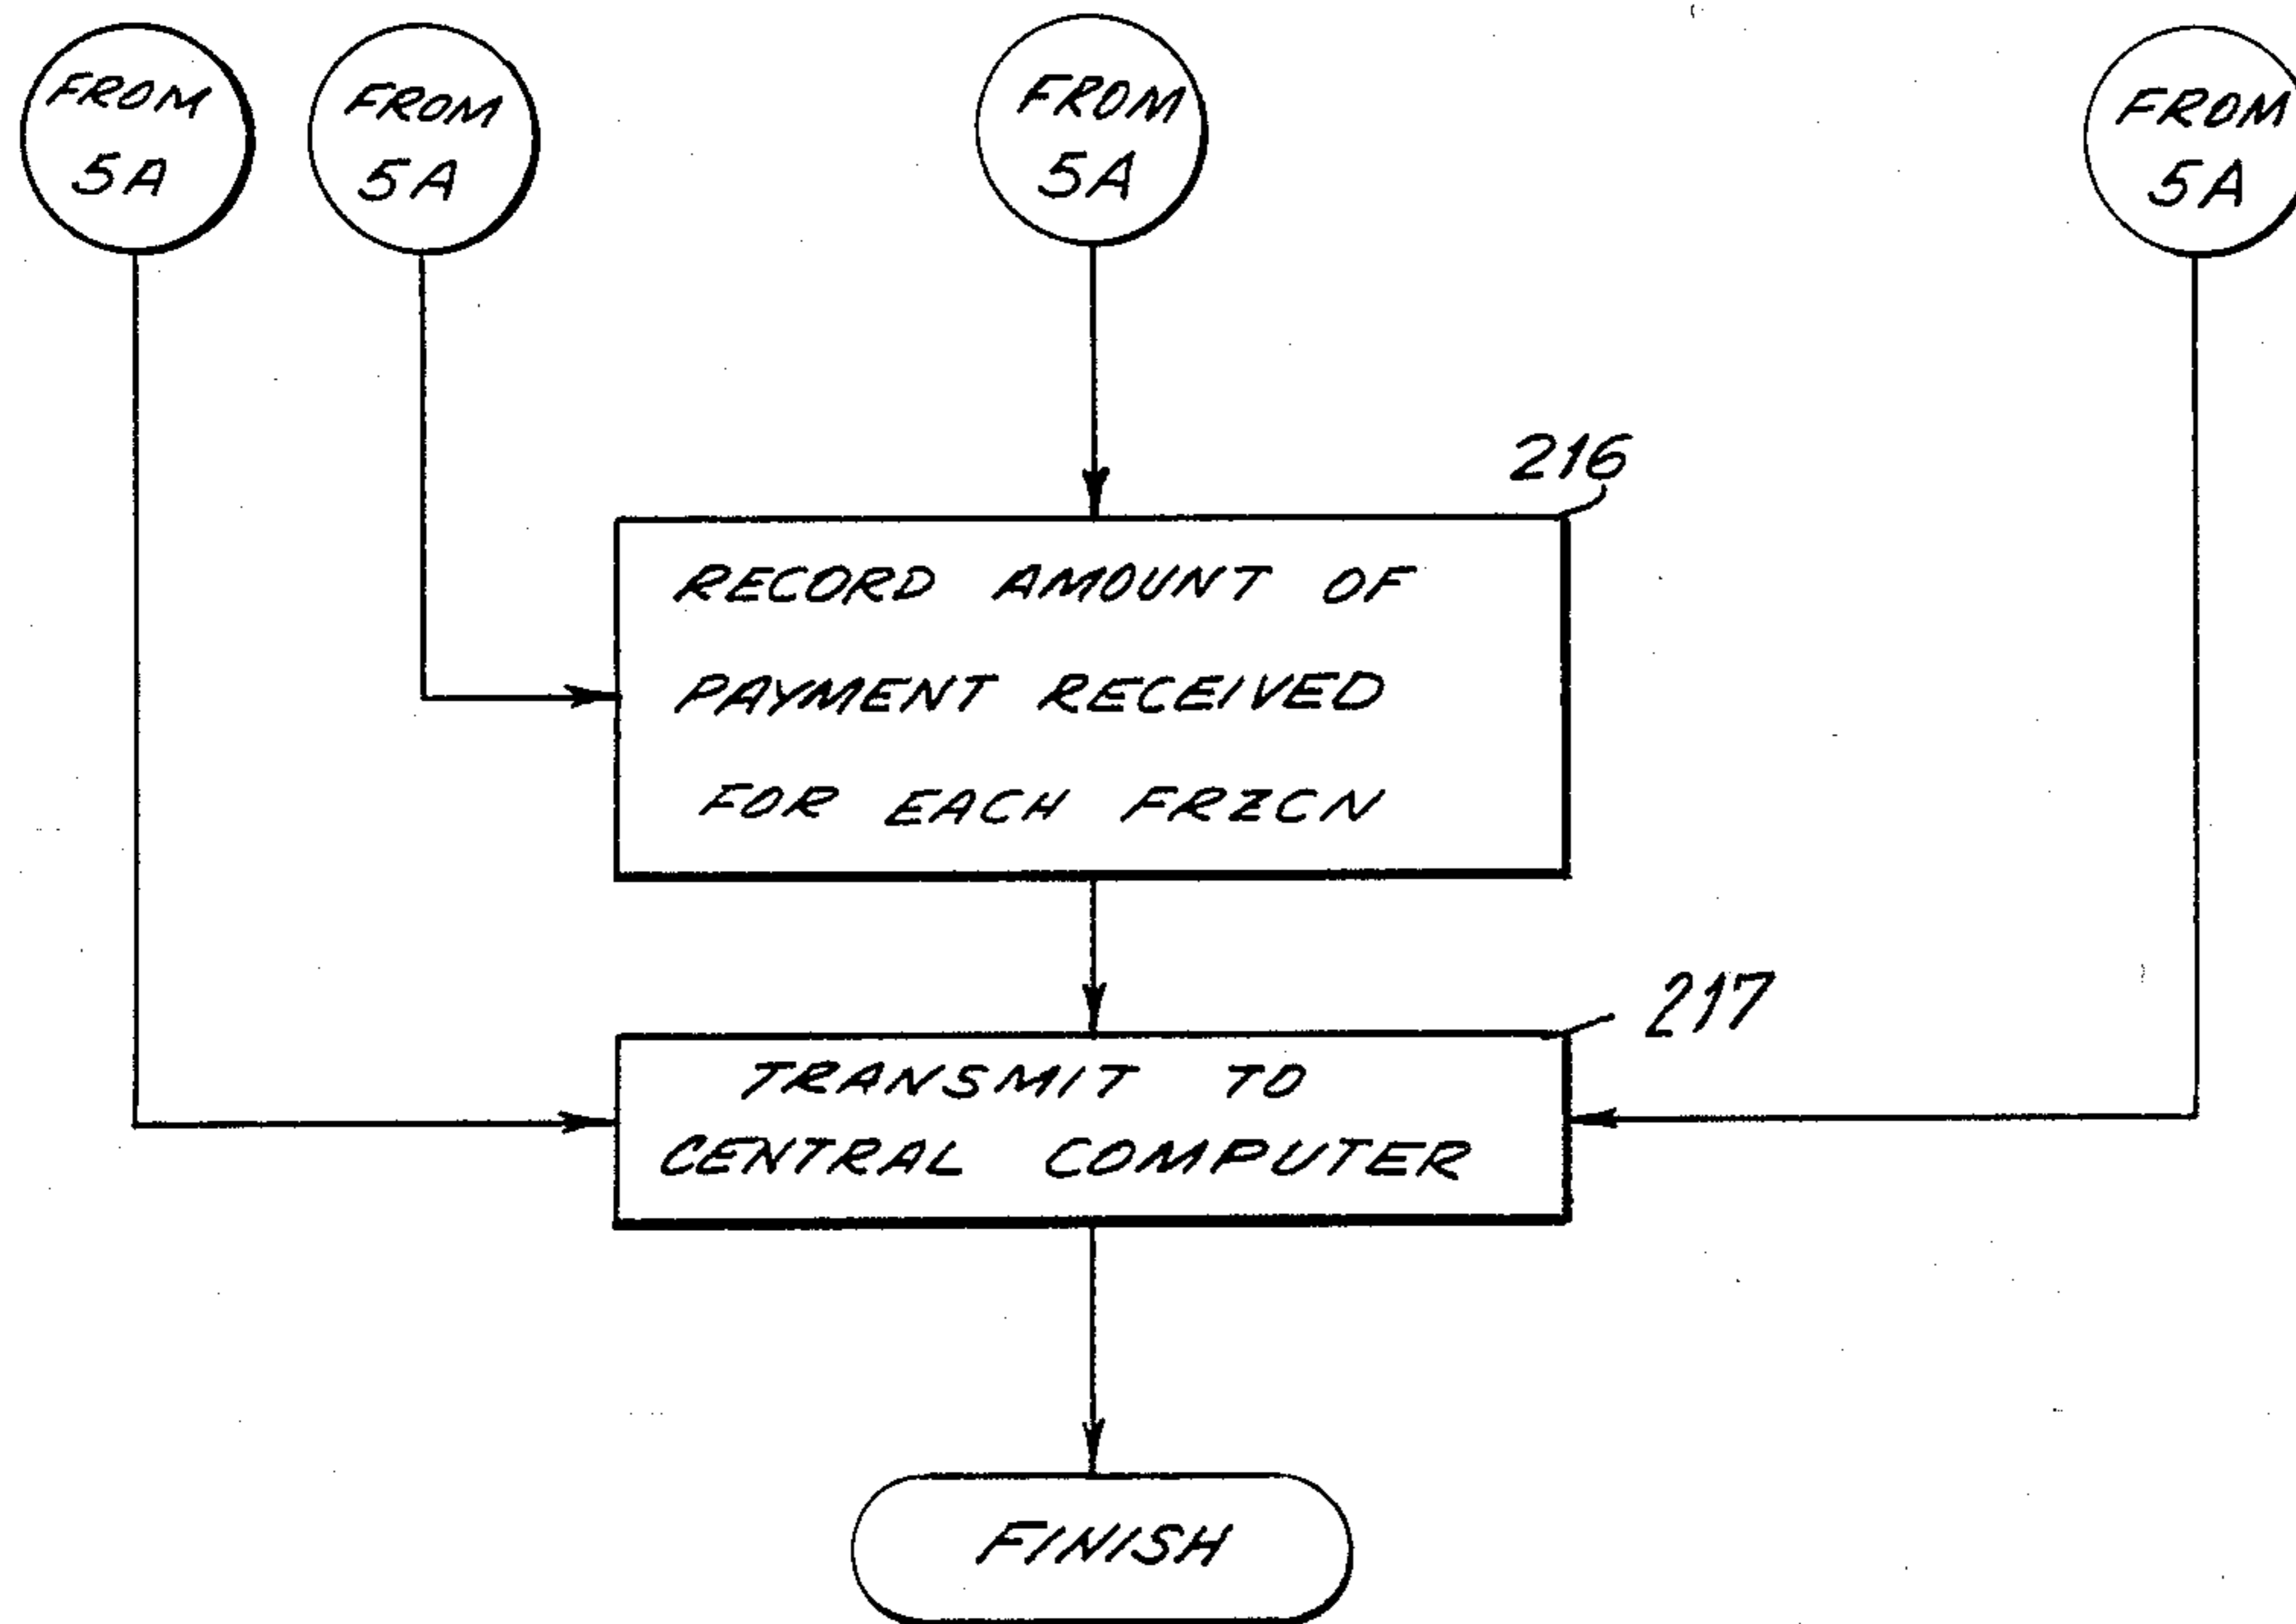 FROM
5A
FROM
5A
FROM
5A
FROM
5A
216
RECORD AMOUNT OF
PAYMENT RECEIVED
FOR EACH FRZCN
217
TRANSMIT TO
CENTRAL COMPUTER
FINISH